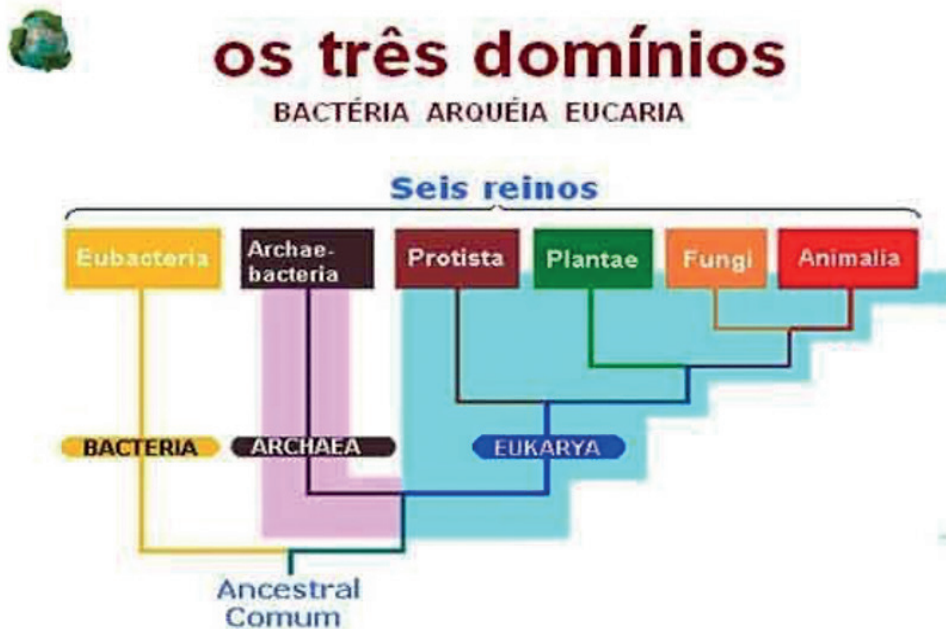 os três domínios
BACTÉRIA ARQUÉIA EUCARIA
Seis reinos
Eubacteria
Archae-
bacteria
Protista
Plantae
Fungi
Animalia
BACTERIA
ARCHAEA
EUKARYA
Ancestral
Comum